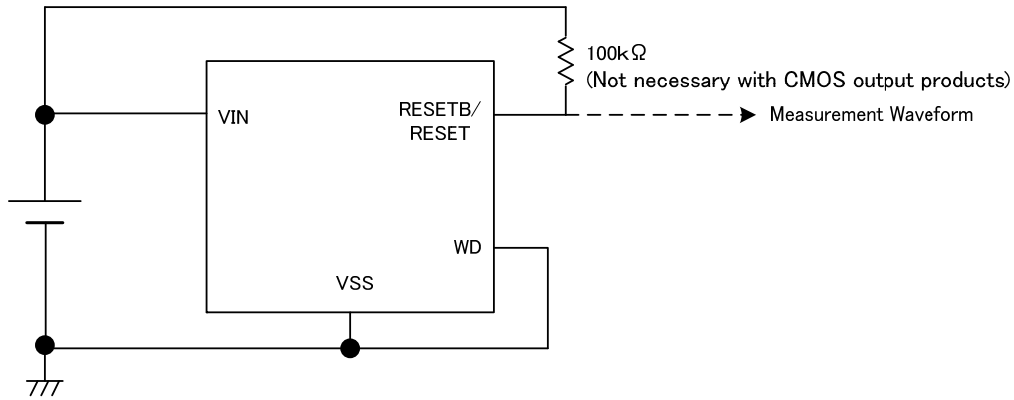 100kΩ
(Not necessary with CMOS output products)
VIN
RESETB/
RESET
Measurement Waveform
WD
VSS